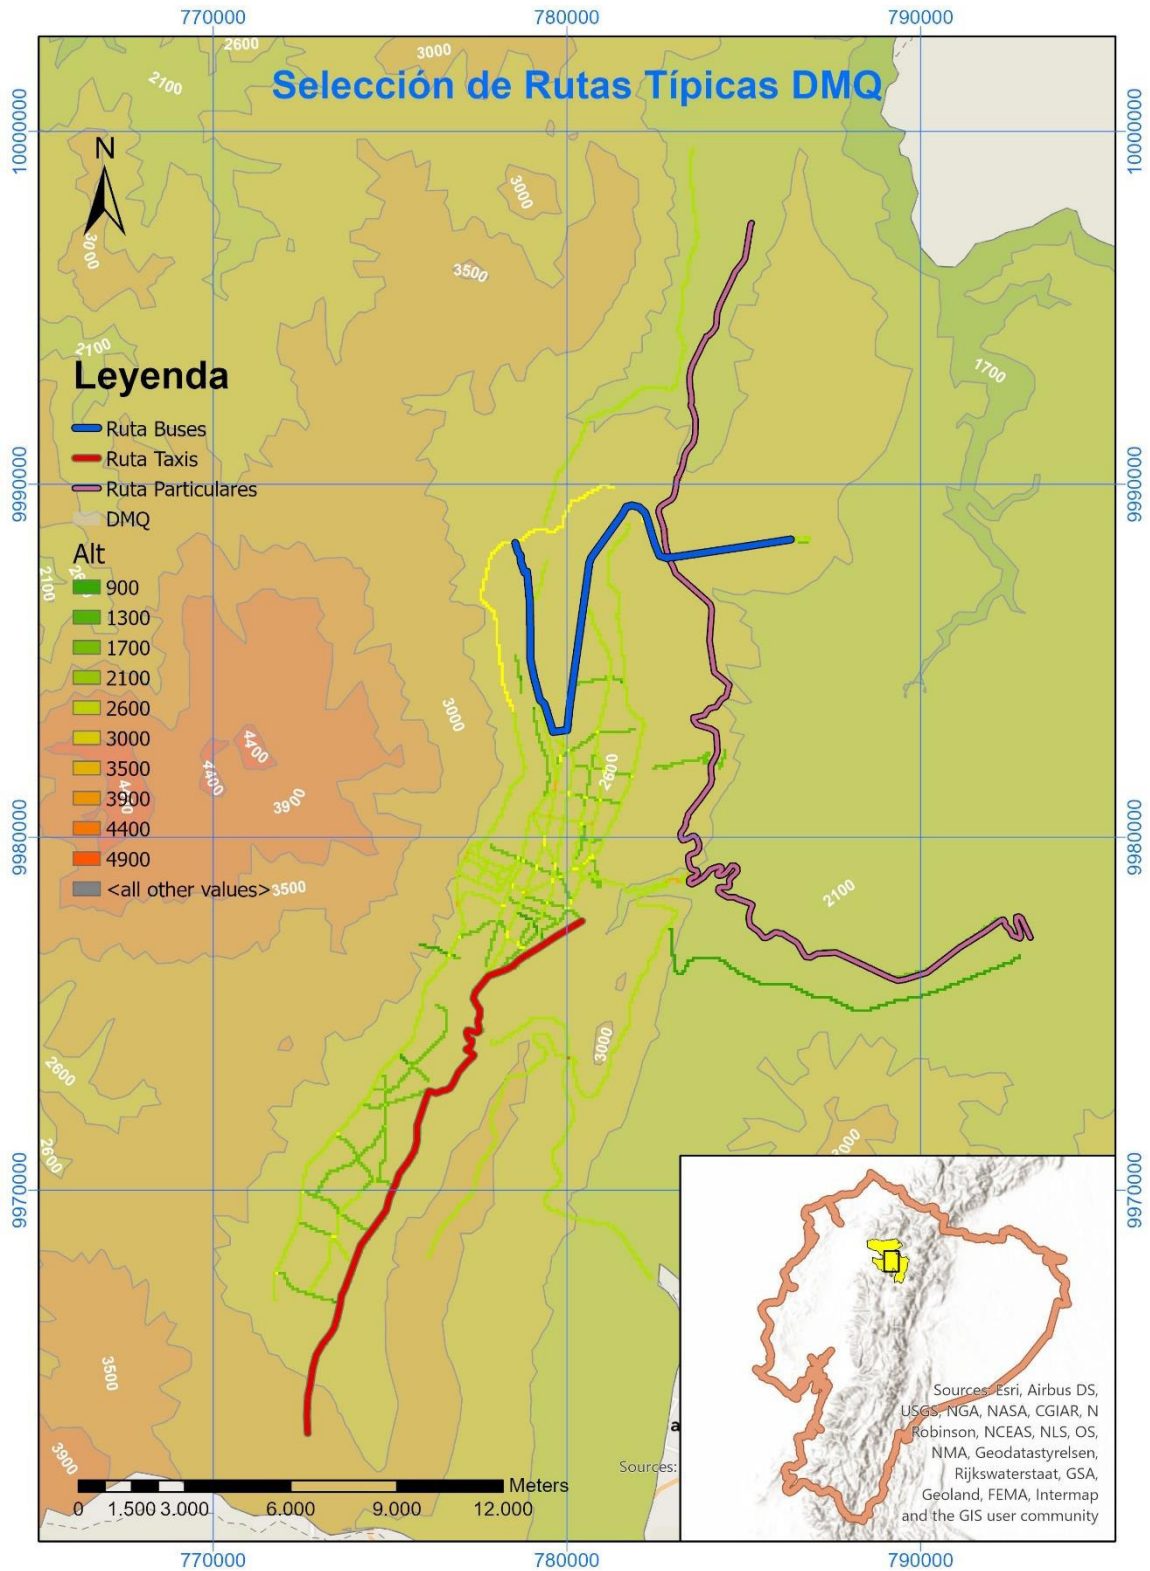 770000 780000 790000
Selección de Rutas Típicas DMQ
N
10000000
10000000
2600
3000
2100
3000
3000
3500
2100
1700
Leyenda
Ruta Buses
Ruta Taxis
Ruta Particulares
DMQ
Alt
900
1300
1700
2100
2600
3000
3500
3900
4400
4900
<all other values>
9990000
9990000
2100
3000
4400
4400
3900
2600
3500
2100
9980000
9980000
3000
2600
2600
3000
9970000
9970000
3500
3900
a
Sources:
Sources: Esri, Airbus DS,
USGS, NGA, NASA, CGIAR, N
Robinson, NCEAS, NLS, OS,
NMA, Geodatastyrelsen,
Rijkswaterstaat, GSA,
Geoland, FEMA, Intermap
and the GIS user community
Meters
0 1.500 3.000 6.000 9.000 12.000
770000 780000 790000